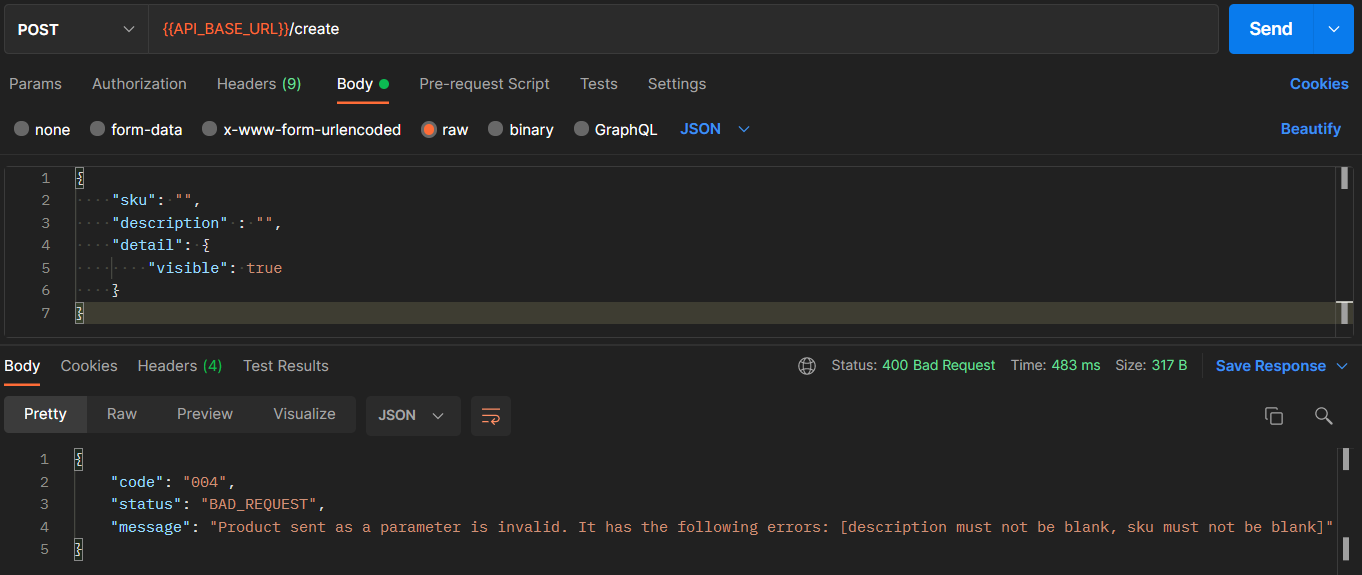 POST {{API_BASE_URL}}/create Send
Params Authorization Headers (9) Body Pre-request Script Tests Settings Cookies
none form-data x-www-form-urlencoded raw binary GraphQL JSON Beautify
1 {
2 "sku": "",
3 "description" : "",
4 "detail": {
5 "visible": true
6 }
7 }
Body Cookies Headers (4) Test Results Status: 400 Bad Request Time: 483 ms Size: 317 B Save Response
Pretty Raw Preview Visualize JSON
1 {
2 "code": "004",
3 "status": "BAD_REQUEST",
4 "message": "Product sent as a parameter is invalid. It has the following errors: [description must not be blank, sku must not be blank]"
5 }